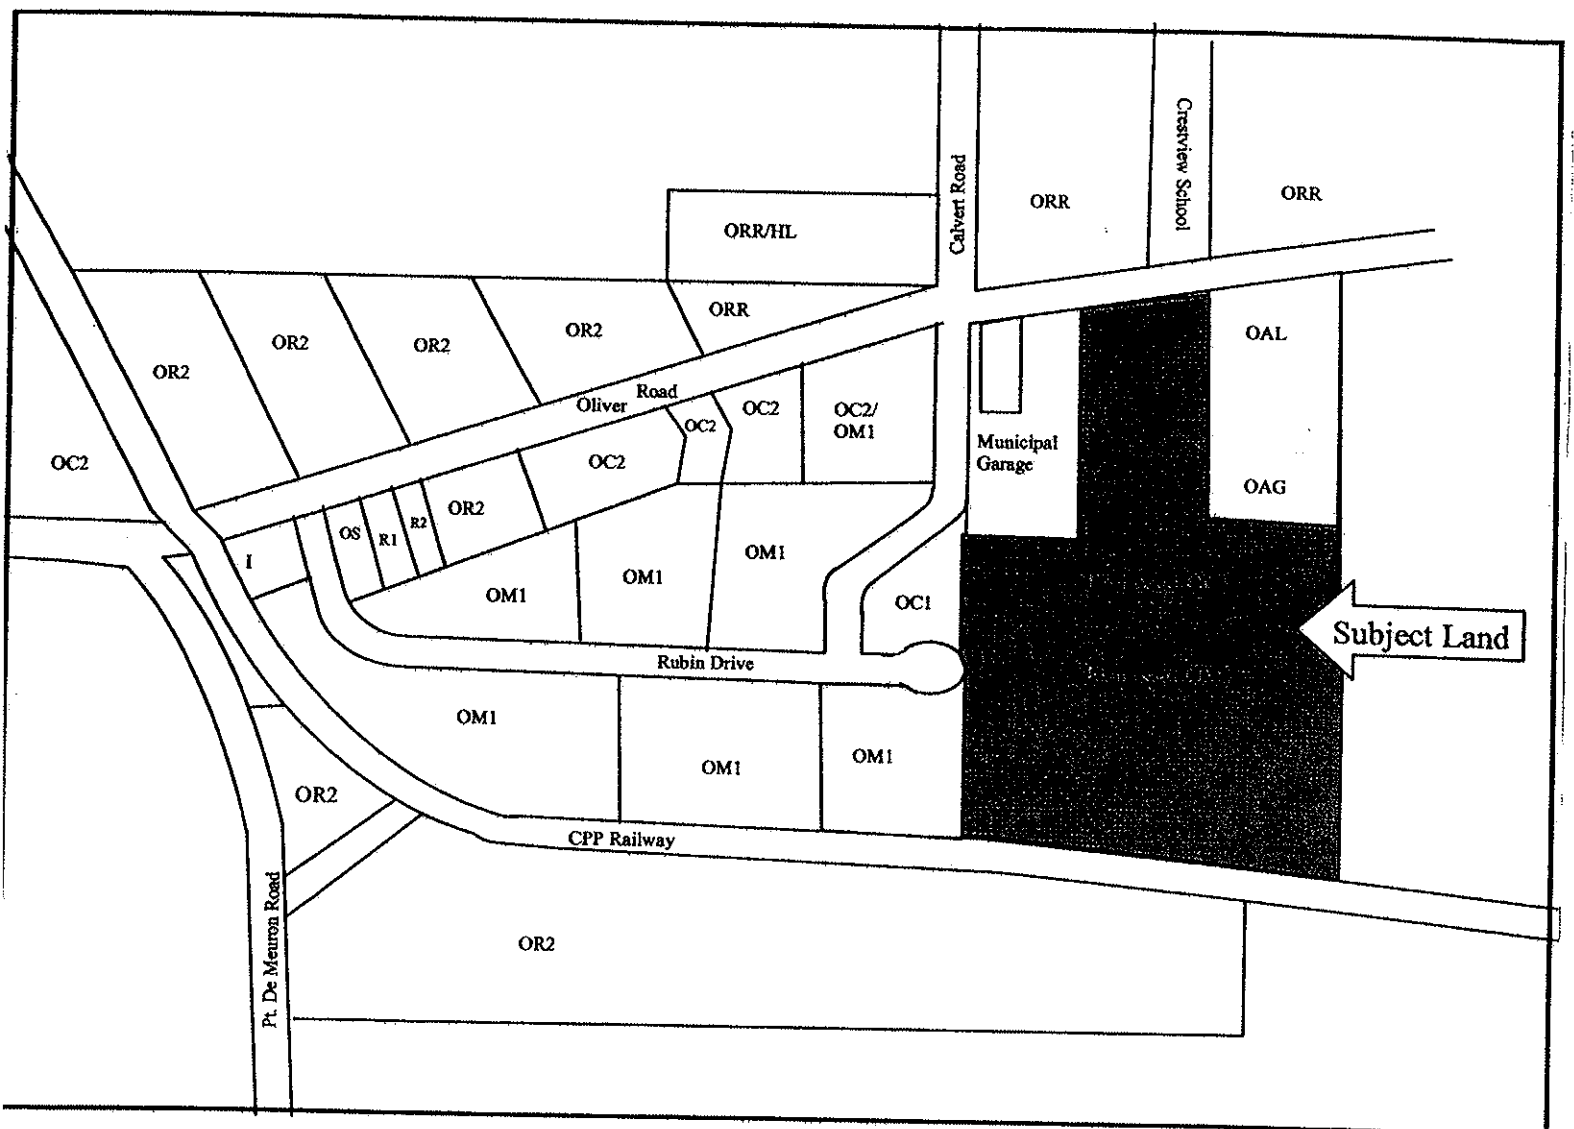 Crestview School
Calvert Road
ORR
ORR
ORR/HL
ORR
OR2
OR2
OR2
OR2
OAL
Oliver Road
OC2
OC2
OC2/
OM1
OC2
OC2
Municipal
Garage
OAG
OR2
OS
R1
R2
I
OM1
OM1
OM1
OC1
Subject Land
Rubin Drive
OM1
OM1
OM1
OR2
CPP Railway
Pt. De Meuron Road
OR2